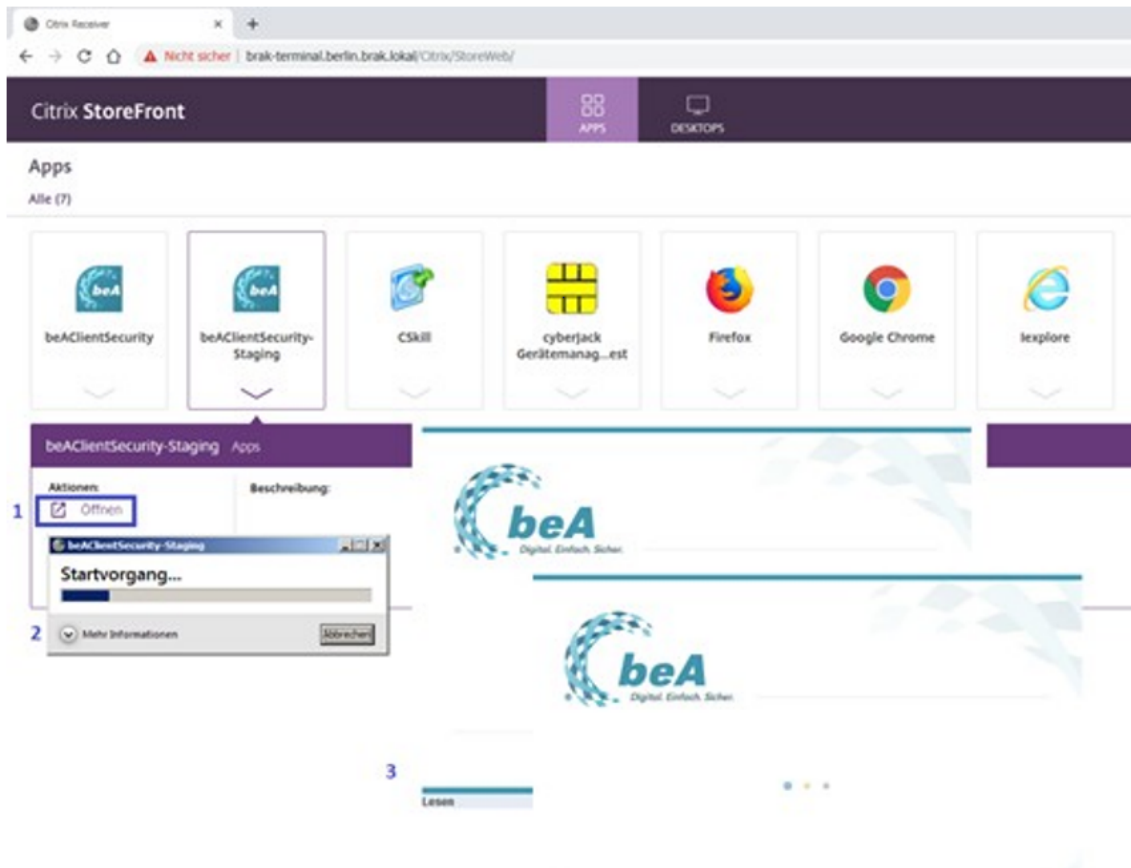 Citrix Receiver
Nicht sicher | brak-terminal.berlin.brak.lokal/Citrix/StoreWeb/
Citrix StoreFront
APPS
DESKTOPS
Apps
Alle (7)
beA
beA
beAClientSecurity
beAClientSecurity-
Staging
CSkill
cyberJack
Gerätemanag...est
Firefox
Google Chrome
Iexplore
beAClientSecurity-Staging Apps
Aktionen:
Beschreibung:
1
Öffnen
beA
Digital. Einfach. Sicher.
beAClientSecurity-Staging
Startvorgang...
2
Mehr Informationen
Abbrechen
beA
Digital. Einfach. Sicher.
3
Lesen